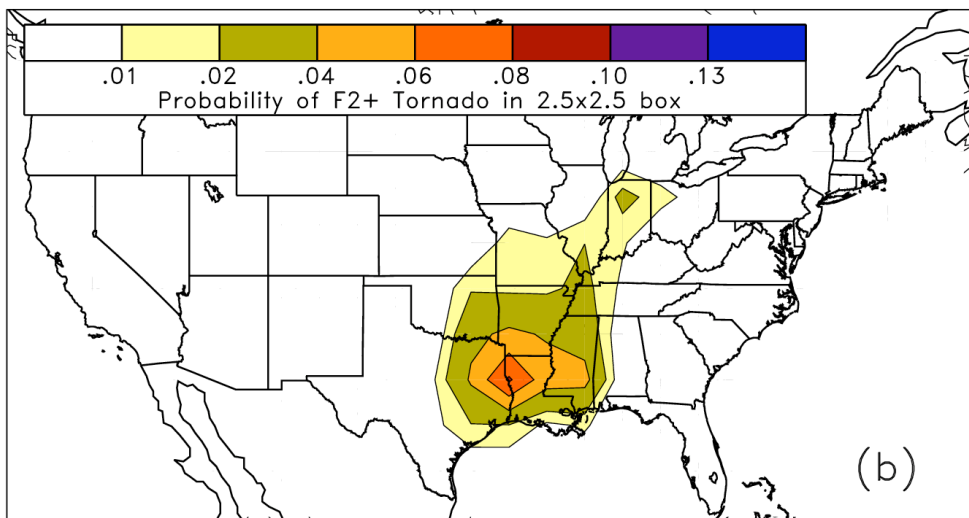 .01 .02 .04 .06 .08 .10 .13
Probability of F2+ Tornado in 2.5x2.5 box
(b)